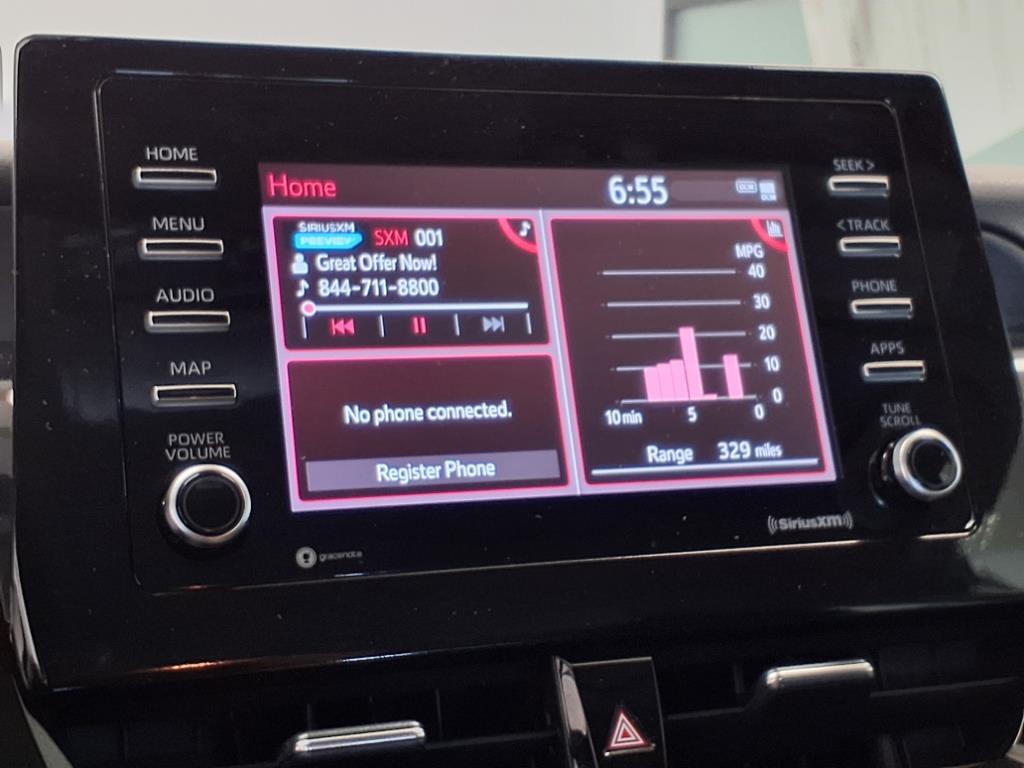 HOME
MENU
AUDIO
MAP
POWER
VOLUME
Home
6:55
DCM
DCM
SIRIUSXM
PREVIEW
SXM 001
Great Offer Now!
844-711-8800
No phone connected.
Register Phone
MPG
40
30
20
10
0
10 min 5 0
Range 329 miles
SEEK >
< TRACK
PHONE
APPS
TUNE
SCROLL
gracenote
((SiriusXM))